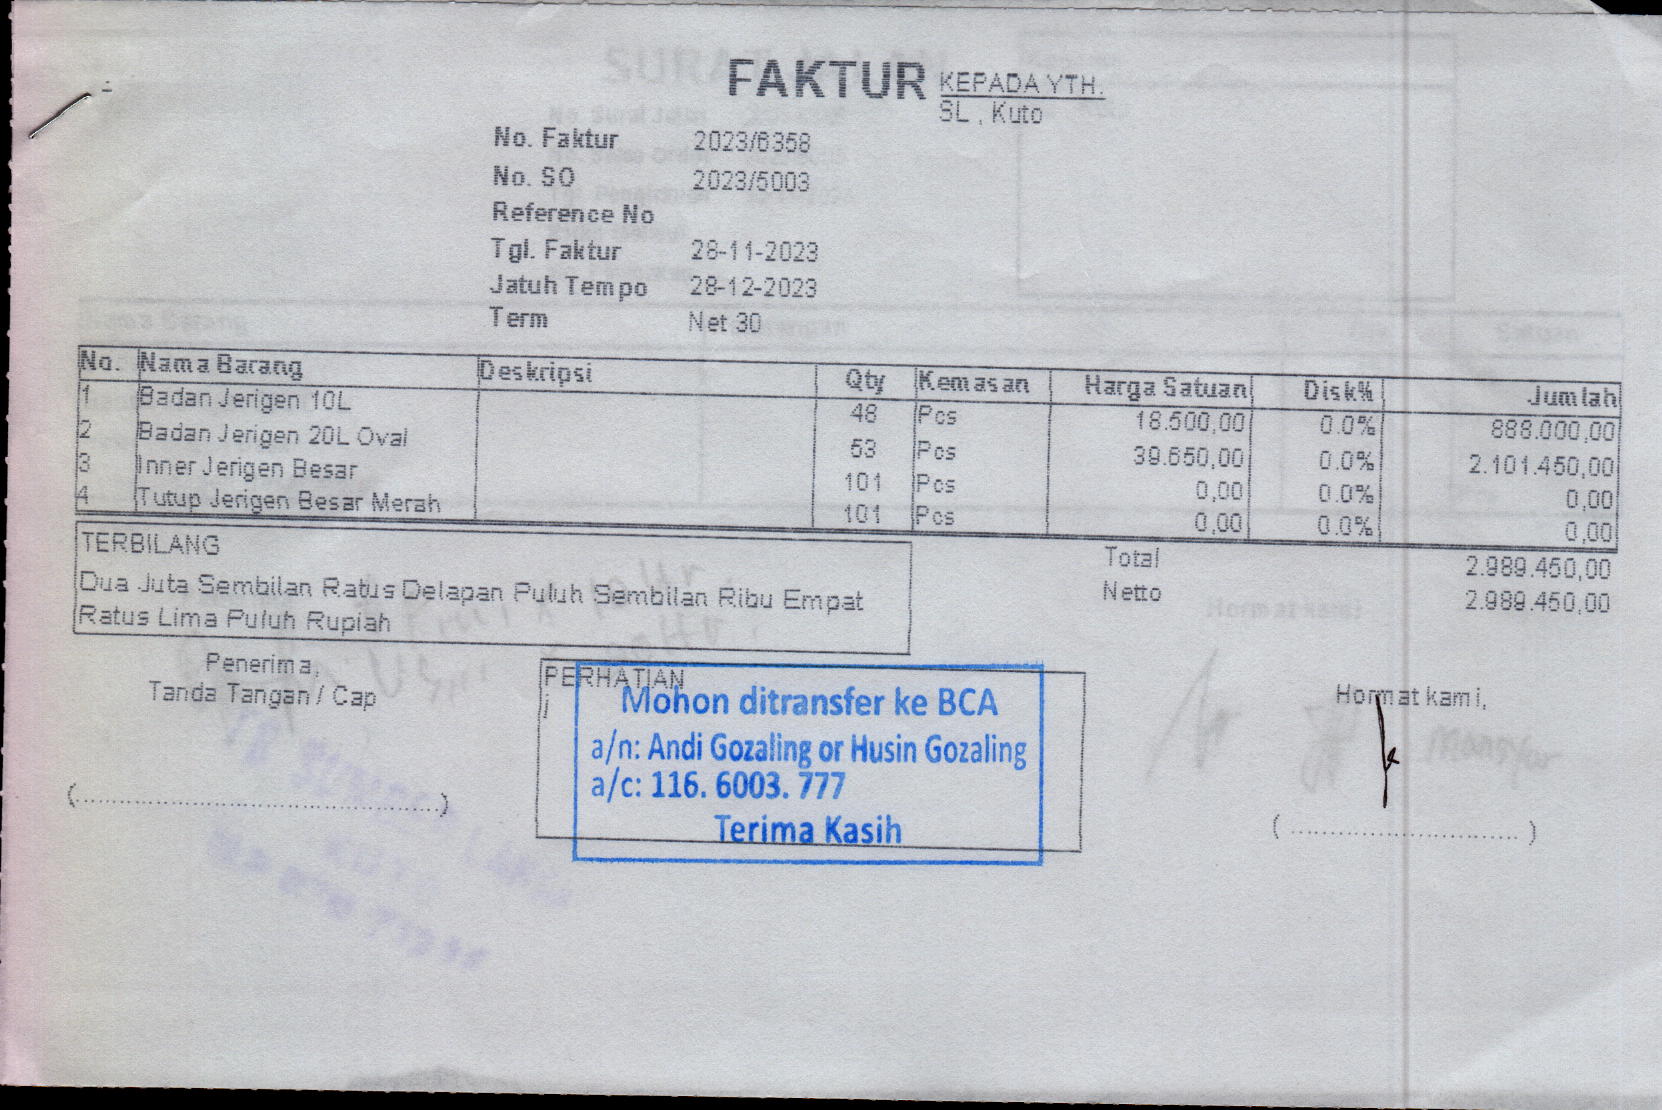 FAKTUR
KEPADA YTH.
SL , Kuto
No. Faktur 2023/6358
No. SO 2023/5003
Reference No
Tgl. Faktur 28-11-2023
Jatuh Tempo 28-12-2023
Term Net 30
No. Nama Barang Deskripsi Qty Kemasan Harga Satuan Disk% Jumlah
1 Badan Jerigen 10L 48 Pcs 18.500,00 0.0% 888.000,00
2 Badan Jerigen 20L Oval 53 Pcs 39.650,00 0.0% 2.101.450,00
3 Inner Jerigen Besar 101 Pcs 0,00 0.0% 0,00
4 Tutup Jerigen Besar Merah 101 Pcs 0,00 0.0% 0,00
TERBILANG
Dua Juta Sembilan Ratus Delapan Puluh Sembilan Ribu Empat
Ratus Lima Puluh Rupiah
Total 2.989.450,00
Netto 2.989.450,00
Penerima,
Tanda Tangan / Cap
(........................................)
PERHATIAN
Mohon ditransfer ke BCA
a/n: Andi Gozaling or Husin Gozaling
a/c: 116. 6003. 777
Terima Kasih
Hormat kami,
( ............................ )